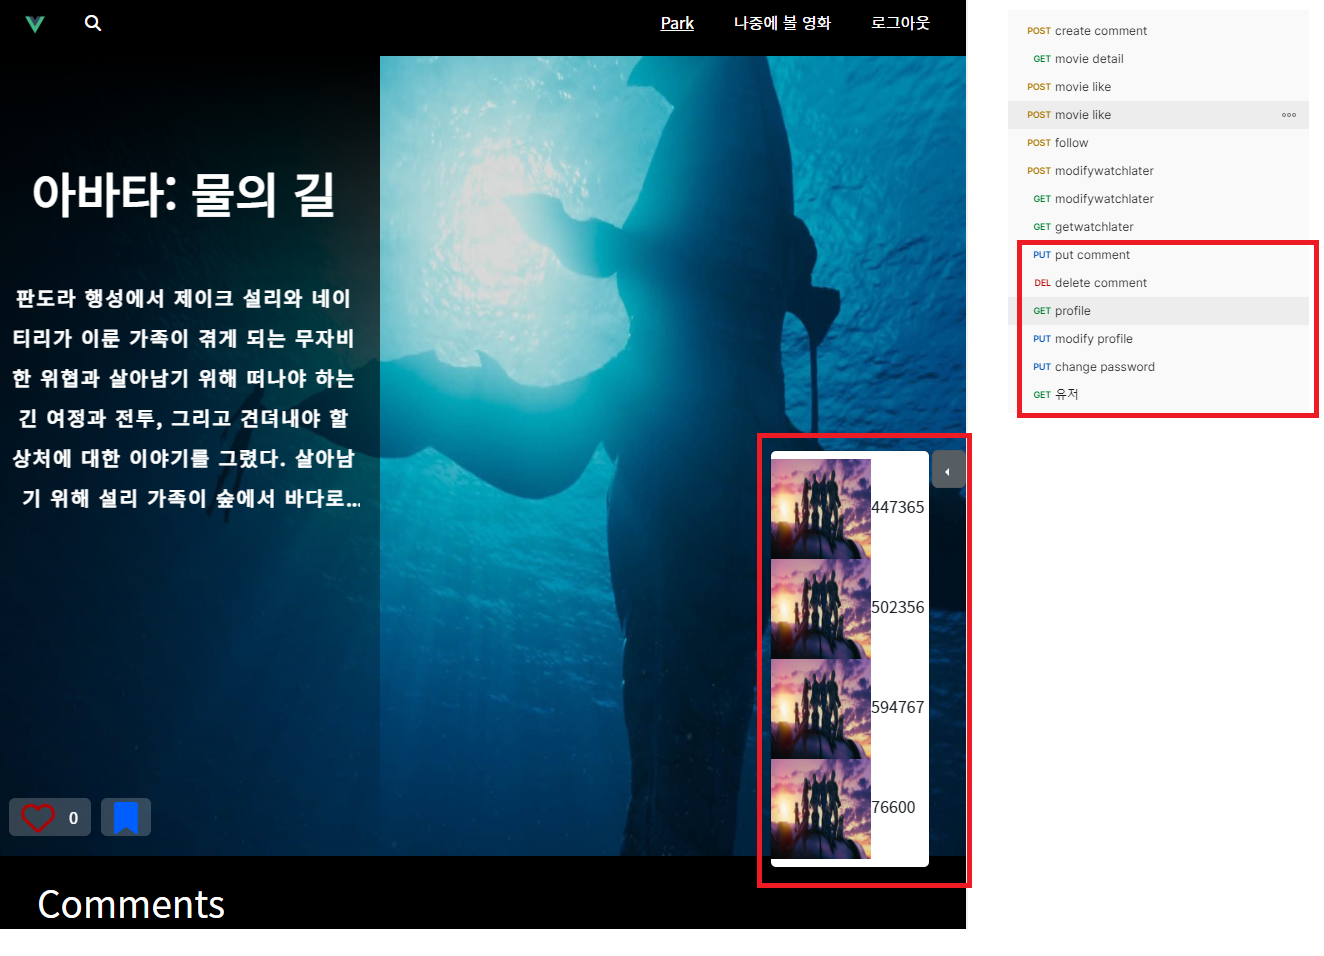 Park 나중에 볼 영화 로그아웃
아바타: 물의 길
판도라 행성에서 제이크 설리와 네이
티리가 이룬 가족이 겪게 되는 무자비
한 위협과 살아남기 위해 떠나야 하는
긴 여정과 전투, 그리고 견뎌내야 할
상처에 대한 이야기를 그렸다. 살아남
기 위해 설리 가족이 숲에서 바다로...
447365
502356
594767
76600
0
Comments
POST create comment
GET movie detail
POST movie like
POST movie like
POST follow
POST modifywatchlater
GET modifywatchlater
GET getwatchlater
PUT put comment
DEL delete comment
GET profile
PUT modify profile
PUT change password
GET 유저